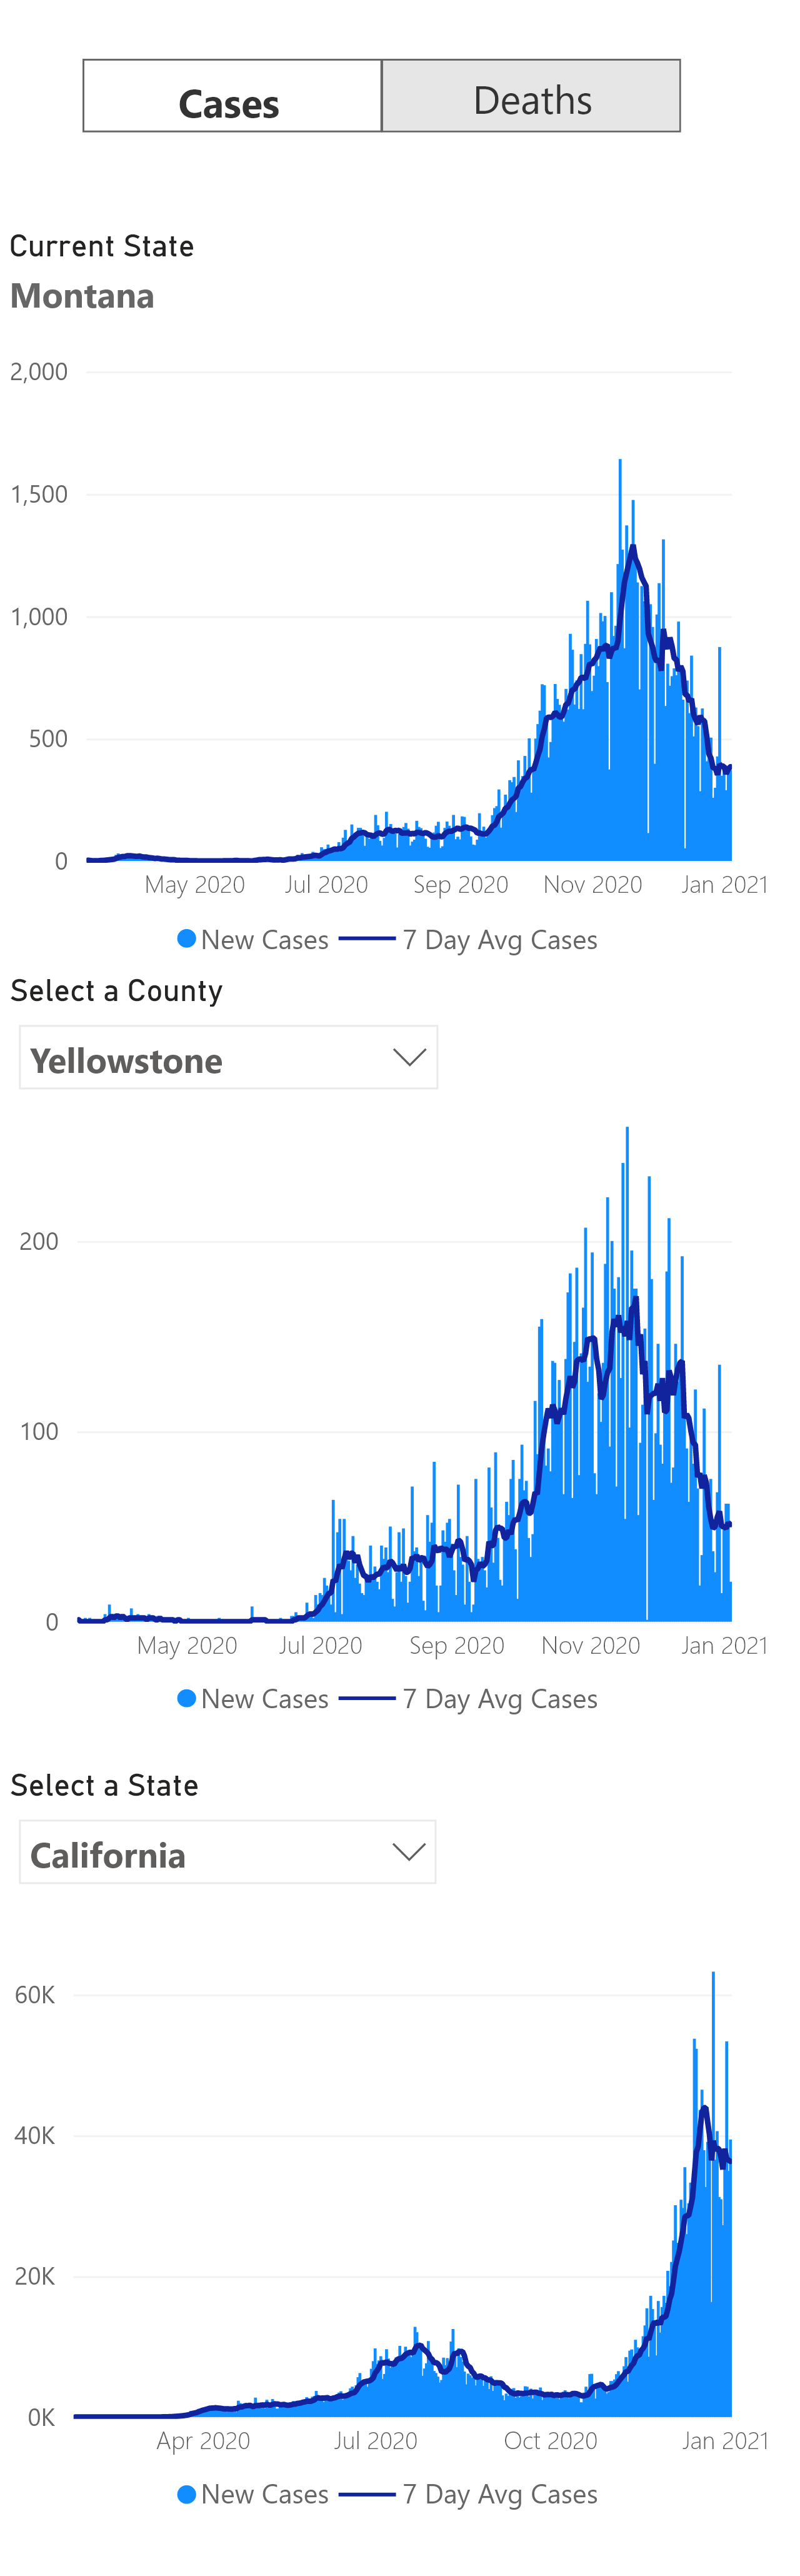 Cases Deaths
Current State
Montana
2,000
1,500
1,000
500
0
May 2020 Jul 2020 Sep 2020 Nov 2020 Jan 2021
New Cases 7 Day Avg Cases
Select a County
Yellowstone
200
100
0
May 2020 Jul 2020 Sep 2020 Nov 2020 Jan 2021
New Cases 7 Day Avg Cases
Select a State
California
60K
40K
20K
0K
Apr 2020 Jul 2020 Oct 2020 Jan 2021
New Cases 7 Day Avg Cases